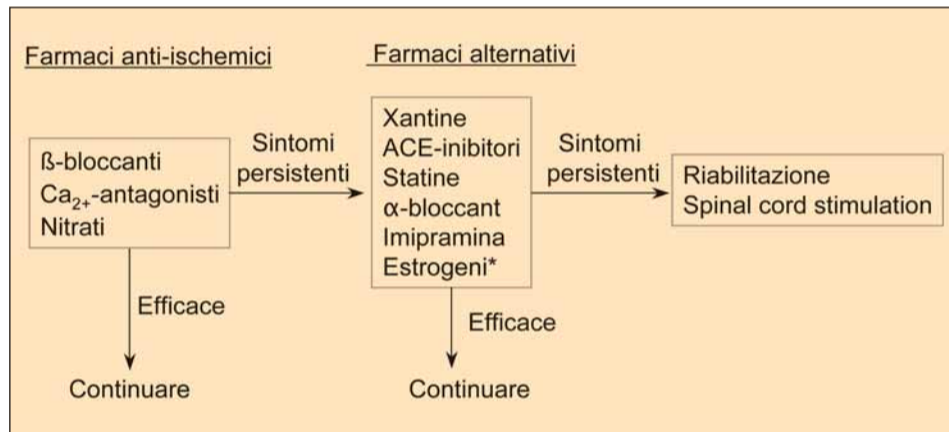 Farmaci anti-ischemici
Farmaci alternativi
ß-bloccanti
Ca2+-antagonisti
Nitrati
Sintomi
persistenti
Xantine
ACE-inibitori
Statine
α-bloccant
Imipramina
Estrogeni*
Sintomi
persistenti
Riabilitazione
Spinal cord stimulation
Efficace
Continuare
Efficace
Continuare